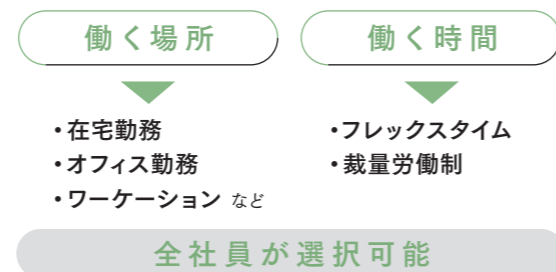 働く場所
・在宅勤務
・オフィス勤務
・ワーケーション など
働く時間
・フレックスタイム
・裁量労働制
全社員が選択可能